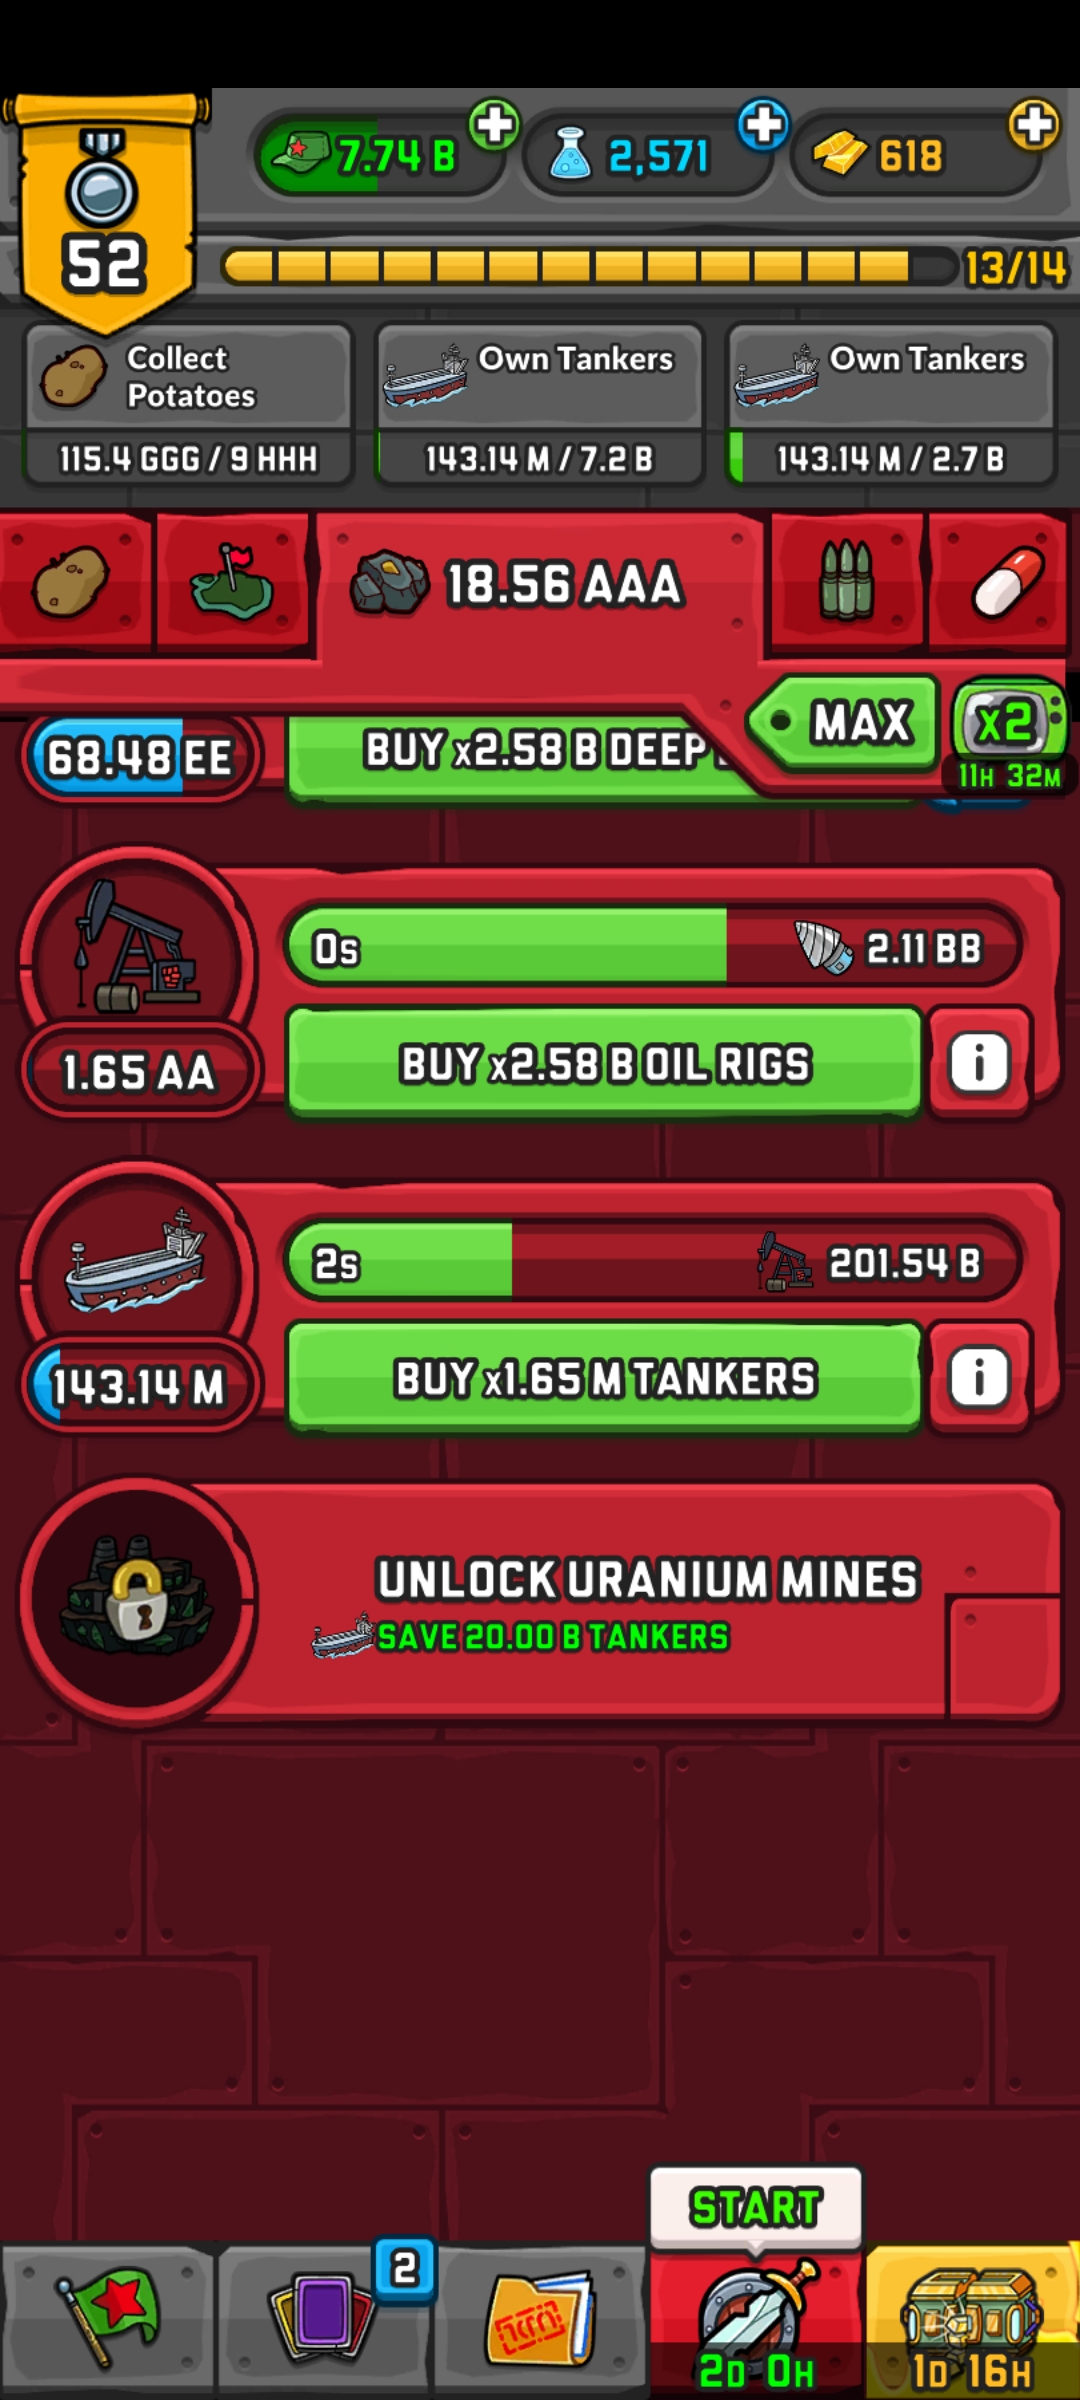 7.74 B
2,571
618
52
13/14
Collect
Potatoes
115.4 GGG / 9 HHH
Own Tankers
143.14 M / 7.2 B
Own Tankers
143.14 M / 2.7 B
18.56 AAA
MAX
x2
11H 32M
68.48 EE
BUY x2.58 B DEEP
0s
2.11 BB
1.65 AA
BUY x2.58 B OIL RIGS
i
2s
201.54 B
143.14 M
BUY x1.65 M TANKERS
i
UNLOCK URANIUM MINES
SAVE 20.00 B TANKERS
START
2
2D 0H
1D 16H